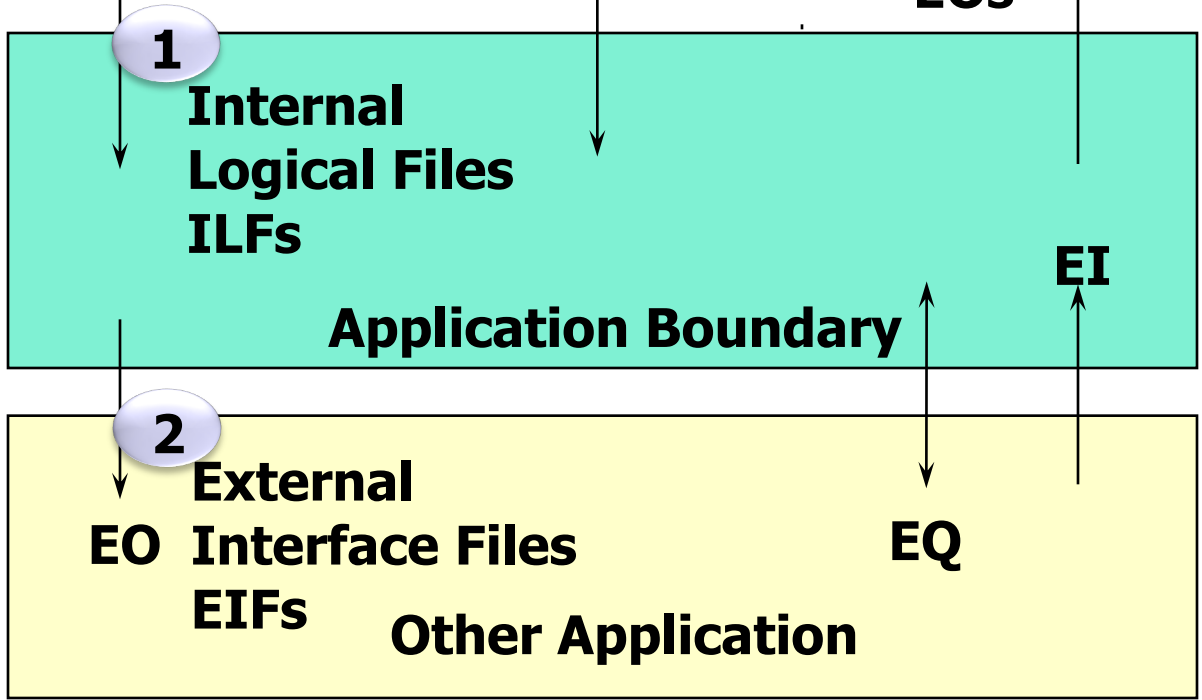 1
Internal
Logical Files
ILFs
EI
Application Boundary
2
External
EO Interface Files
EQ
EIFs
Other Application